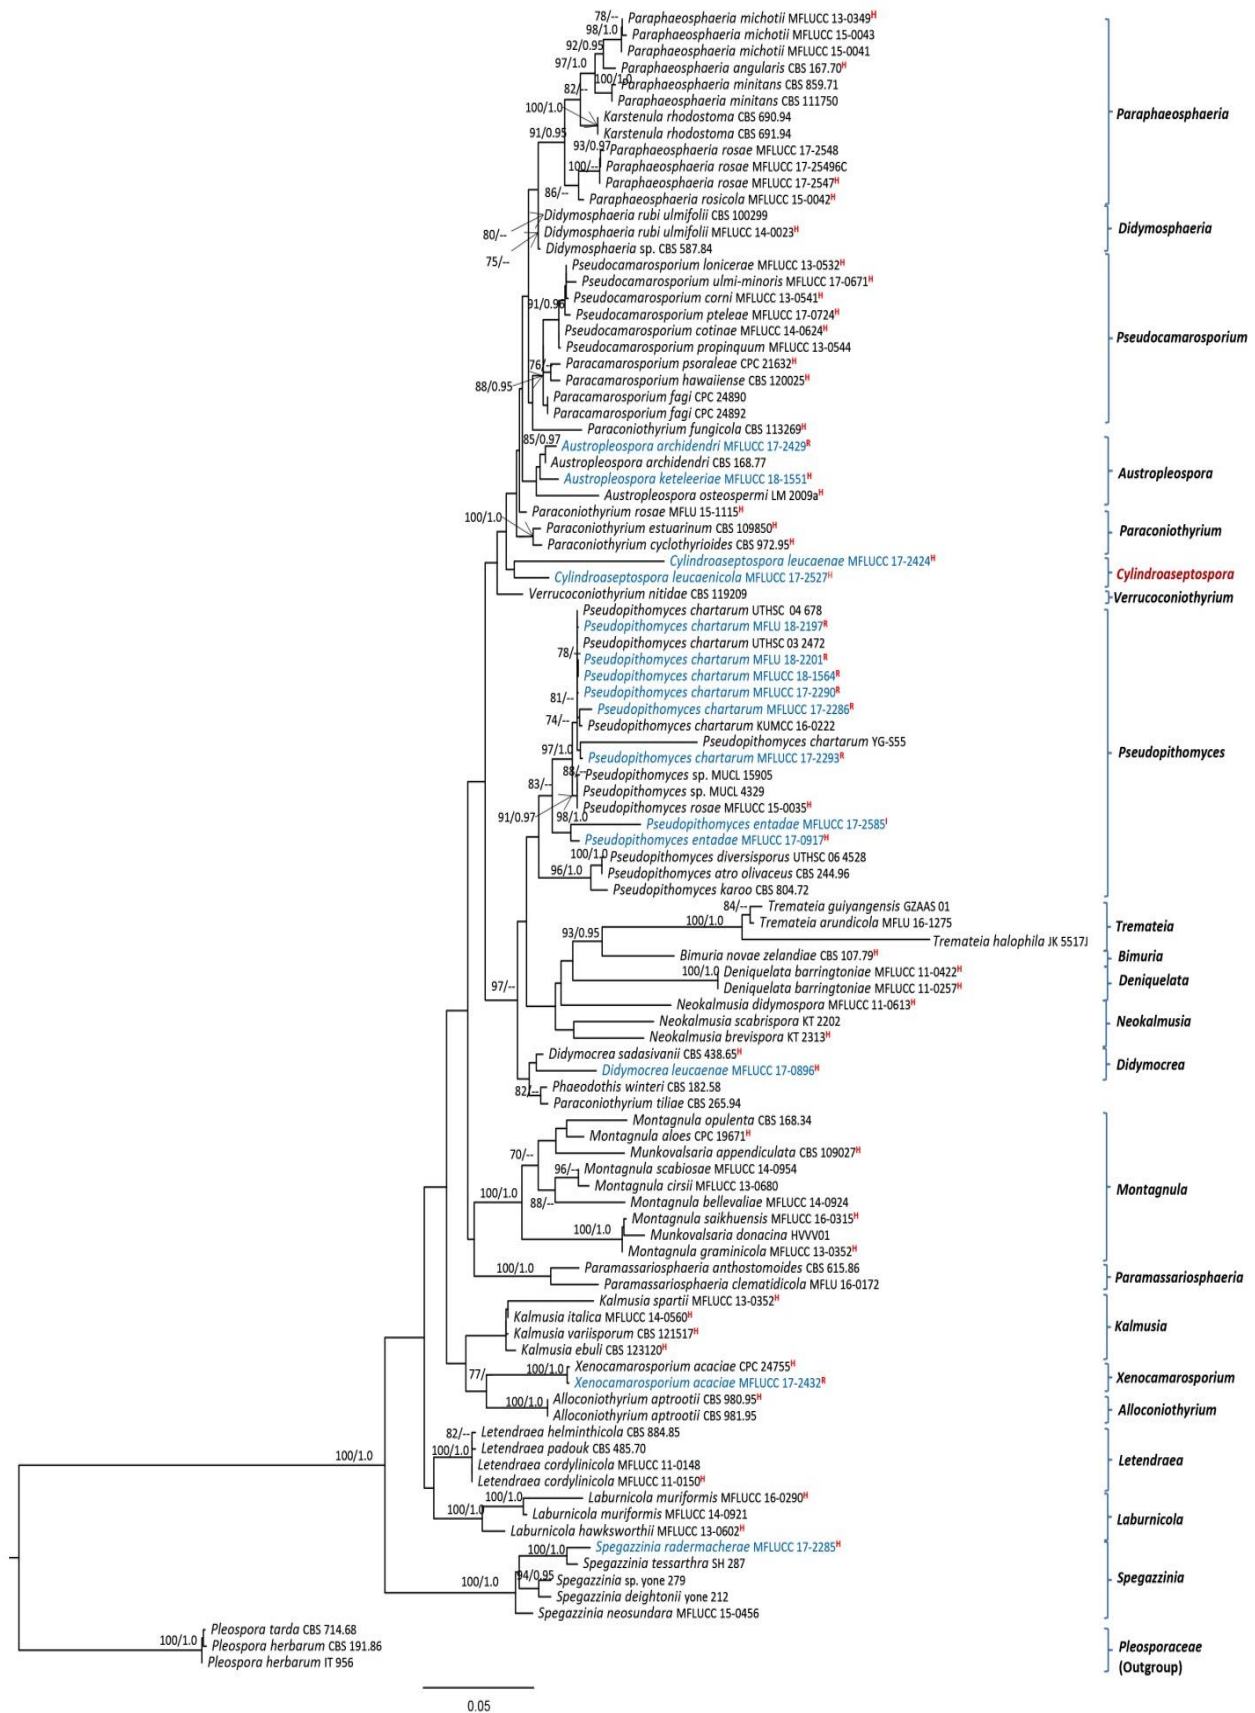 78/--
Paraphaeosphaeria michotii MFLUCC 13-0349H
98/1.0
Paraphaeosphaeria michotii MFLUCC 15-0043
92/0.95
Paraphaeosphaeria michotii MFLUCC 15-0041
97/1.0
Paraphaeosphaeria angularis CBS 167.70H
100/1.0
Paraphaeosphaeria minitans CBS 859.71
82/--
Paraphaeosphaeria minitans CBS 111750
100/1.0
Karstenula rhodostoma CBS 690.94
Paraphaeosphaeria
91/0.95
Karstenula rhodostoma CBS 691.94
93/0.97
Paraphaeosphaeria rosae MFLUCC 17-2548
100/--
Paraphaeosphaeria rosae MFLUCC 17-25496C
Paraphaeosphaeria rosae MFLUCC 17-2547H
86/--
Paraphaeosphaeria rosicola MFLUCC 15-0042H
Didymosphaeria rubi ulmifolii CBS 100299
80/--
Didymosphaeria rubi ulmifolii MFLUCC 14-0023H
Didymosphaeria
75/--
Didymosphaeria sp. CBS 587.84
Pseudocamarosporium lonicerae MFLUCC 13-0532H
Pseudocamarosporium ulmi-minoris MFLUCC 17-0671H
91/0.96
Pseudocamarosporium corni MFLUCC 13-0541H
Pseudocamarosporium pteleae MFLUCC 17-0724H
Pseudocamarosporium cotinae MFLUCC 14-0624H
Pseudocamarosporium
Pseudocamarosporium propinquum MFLUCC 13-0544
76/--
Paracamarosporium psoraleae CPC 21632H
88/0.95
Paracamarosporium hawaiiense CBS 120025H
Paracamarosporium fagi CPC 24890
Paracamarosporium fagi CPC 24892
Paraconiothyrium fungicola CBS 113269H
85/0.97
Austropleospora archidendri MFLUCC 17-2429R
Austropleospora archidendri CBS 168.77
Austropleospora
Austropleospora keteleeriae MFLUCC 18-1551H
Austropleospora osteospermi LM 2009aH
Paraconiothyrium rosae MFLU 15-1115H
100/1.0
Paraconiothyrium estuarinum CBS 109850H
Paraconiothyrium
Paraconiothyrium cyclothyrioides CBS 972.95H
Cylindroaseptospora leucaenae MFLUCC 17-2424H
Cylindroaseptospora
Cylindroaseptospora leucaenicola MFLUCC 17-2527H
Verrucoconiothyrium nitidae CBS 119209
Verrucoconiothyrium
Pseudopithomyces chartarum UTHSC 04 678
Pseudopithomyces chartarum MFLU 18-2197R
Pseudopithomyces chartarum UTHSC 03 2472
78/--
Pseudopithomyces chartarum MFLU 18-2201R
Pseudopithomyces chartarum MFLUCC 18-1564R
81/--
Pseudopithomyces chartarum MFLUCC 17-2290R
Pseudopithomyces chartarum MFLUCC 17-2286R
74/--
Pseudopithomyces chartarum KUMCC 16-0222
Pseudopithomyces chartarum YG-S55
97/1.0
Pseudopithomyces chartarum MFLUCC 17-2293R
Pseudopithomyces
88/--
Pseudopithomyces sp. MUCL 15905
83/--
Pseudopithomyces sp. MUCL 4329
Pseudopithomyces rosae MFLUCC 15-0035H
91/0.97
98/1.0
Pseudopithomyces entadae MFLUCC 17-2585I
Pseudopithomyces entadae MFLUCC 17-0917H
100/1.0
Pseudopithomyces diversisporus UTHSC 06 4528
96/1.0
Pseudopithomyces atro olivaceus CBS 244.96
Pseudopithomyces karoo CBS 804.72
84/--
Tremateia guiyangensis GZAAS 01
100/1.0
Tremateia arundicola MFLU 16-1275
Tremateia
93/0.95
Tremateia halophila JK 5517J
Bimuria novae zelandiae CBS 107.79H
Bimuria
100/1.0
Deniquelata barringtoniae MFLUCC 11-0422H
Deniquelata
97/--
Deniquelata barringtoniae MFLUCC 11-0257H
Neokalmusia didymospora MFLUCC 11-0613H
Neokalmusia scabrispora KT 2202
Neokalmusia
Neokalmusia brevispora KT 2313H
Didymocrea sadasivanii CBS 438.65H
Didymocrea
Didymocrea leucaenae MFLUCC 17-0896H
82/--
Phaeodothis winteri CBS 182.58
Paraconiothyrium tiliae CBS 265.94
Montagnula opulenta CBS 168.34
Montagnula aloes CPC 19671H
70/--
Munkovalsaria appendiculata CBS 109027H
96/--
Montagnula scabiosae MFLUCC 14-0954
Montagnula cirsii MFLUCC 13-0680
Montagnula
100/1.0
88/--
Montagnula bellevaliae MFLUCC 14-0924
Montagnula saikhuensis MFLUCC 16-0315H
100/1.0
Munkovalsaria donacina HVVV01
Montagnula graminicola MFLUCC 13-0352H
100/1.0
Paramassariosphaeria anthostomoides CBS 615.86
Paramassariosphaeria
Paramassariosphaeria clematidicola MFLU 16-0172
Kalmusia spartii MFLUCC 13-0352H
Kalmusia italica MFLUCC 14-0560H
Kalmusia
Kalmusia variisporum CBS 121517H
Kalmusia ebuli CBS 123120H
77/
100/1.0
Xenocamarosporium acaciae CPC 24755H
Xenocamarosporium
Xenocamarosporium acaciae MFLUCC 17-2432R
100/1.0
Alloconiothyrium aptrootii CBS 980.95H
Alloconiothyrium
Alloconiothyrium aptrootii CBS 981.95
82/--
Letendraea helminthicola CBS 884.85
100/1.0
100/1.0
Letendraea padouk CBS 485.70
Letendraea
Letendraea cordylinicola MFLUCC 11-0148
Letendraea cordylinicola MFLUCC 11-0150H
100/1.0
Laburnicola muriformis MFLUCC 16-0290H
100/1.0
Laburnicola muriformis MFLUCC 14-0921
Laburnicola
Laburnicola hawksworthii MFLUCC 13-0602H
100/1.0
Spegazzinia radermacherae MFLUCC 17-2285H
Spegazzinia tessarthra SH 287
100/1.0
94/0.95
Spegazzinia sp. yone 279
Spegazzinia
Spegazzinia deightonii yone 212
Spegazzinia neosundara MFLUCC 15-0456
Pleospora tarda CBS 714.68
100/1.0
Pleospora herbarum CBS 191.86
Pleosporaceae
Pleospora herbarum IT 956
(Outgroup)
0.05